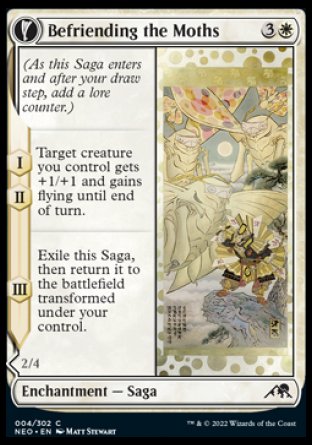 Befriending the Moths 3
(As this Saga
enters
and after your draw
step, add a lore
counter.)
I
II
Target creature
you control gets
+1/+1 and gains
flying until end
of turn.
III
Exile this Saga,
then return it to
the battlefield
transformed
under your
control.
2/4
Enchantment — Saga
004/302 C
NEO • EN MATT STEWART
™ & © 2022 Wizards of the Coast